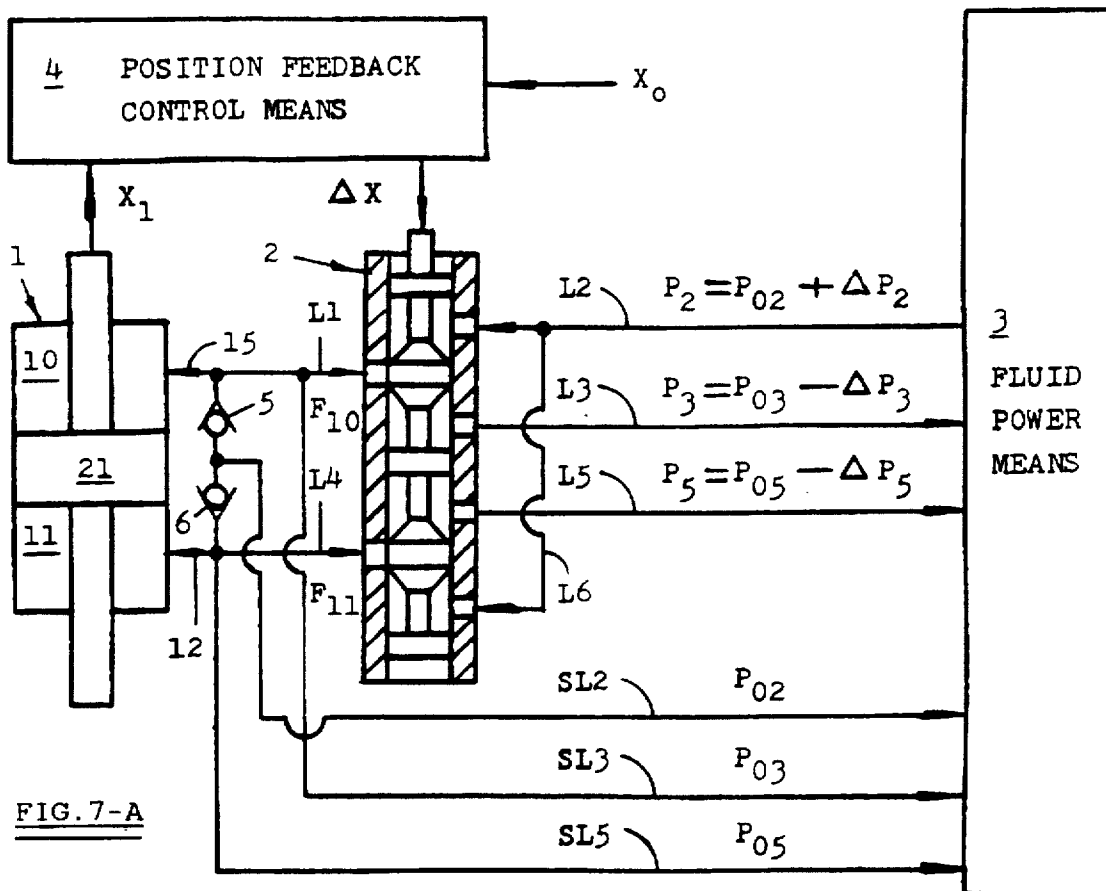 4 POSITION FEEDBACK
CONTROL MEANS
X₀
X₁
ΔX
1
2
L2
P₂=P₀₂+ΔP₂
3
L1
10
15
5
F₁₀
L3
P₃=P₀₃−ΔP₃
FLUID
POWER
MEANS
21
L4
L5
P₅=P₀₅−ΔP₅
6
11
F₁₁
L6
12
SL2
P₀₂
SL3
P₀₃
FIG.7-A
SL5
P₀₅